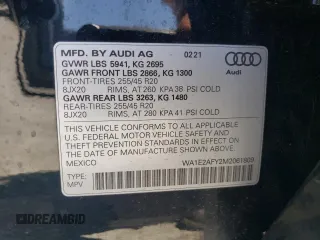 MFD. BY AUDI AG 02/21
GVWR LBS 5941, KG 2695
GAWR FRONT LBS 2866, KG 1300
FRONT-TIRES 255/45 R20
8JX20 RIMS, AT 260 KPA 38 PSI COLD
GAWR REAR LBS 3263, KG 1480
REAR-TIRES 255/45 R20
8JX20 RIMS, AT 280 KPA 41 PSI COLD
Audi
THIS VEHICLE CONFORMS TO ALL APPLICABLE
U.S. FEDERAL MOTOR VEHICLE SAFETY AND
THEFT PREVENTION STANDARDS IN EFFECT ON
THE DATE OF MANUFACTURE SHOWN ABOVE.
MEXICO
TYPE:
MPV
DREAMBID